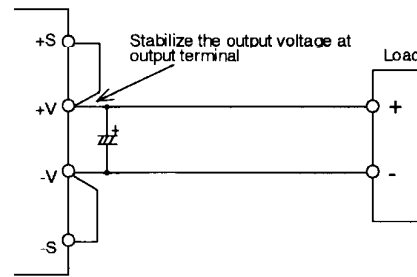 +S
Stabilize the output voltage at
output terminal
Load
+V
+
+
-V
-
-S